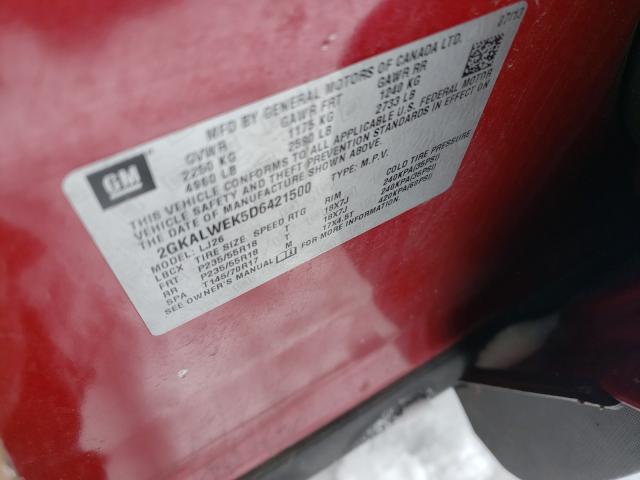 GM
MFD BY GENERAL MOTORS OF CANADA LTD. 07/13
GVWR GAWR FRT GAWR RR
2250 KG 1175 KG 1240 KG
4960 LB 2590 LB 2733 LB
THIS VEHICLE CONFORMS TO ALL APPLICABLE U.S. FEDERAL MOTOR
VEHICLE SAFETY AND THEFT PREVENTION STANDARDS IN EFFECT ON
THE DATE OF MANUFACTURE SHOWN ABOVE.
2GKALWEK5D6421500 TYPE: M.P.V.
MODEL: LJ26
LBCX TIRE SIZE SPEED RTG RIM COLD TIRE PRESSURE
FRT P235/55R18 T 18X7J 240KPA(35PSI)
RR P235/55R18 T 18X7J 240KPA(35PSI)
SPA T145/70R17 M 17X4.5T 420KPA(60PSI)
SEE OWNER'S MANUAL FOR MORE INFORMATION.